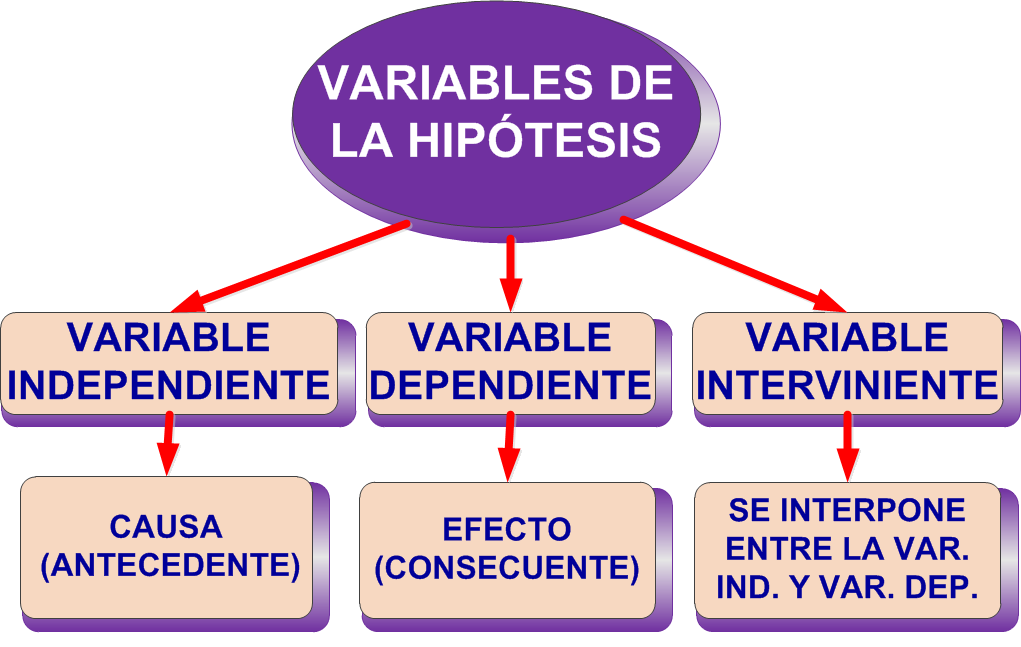 VARIABLES DE
LA HIPÓTESIS
VARIABLE
INDEPENDIENTE
VARIABLE
DEPENDIENTE
VARIABLE
INTERVINIENTE
CAUSA
(ANTECEDENTE)
EFECTO
(CONSECUENTE)
SE INTERPONE
ENTRE LA VAR.
IND. Y VAR. DEP.